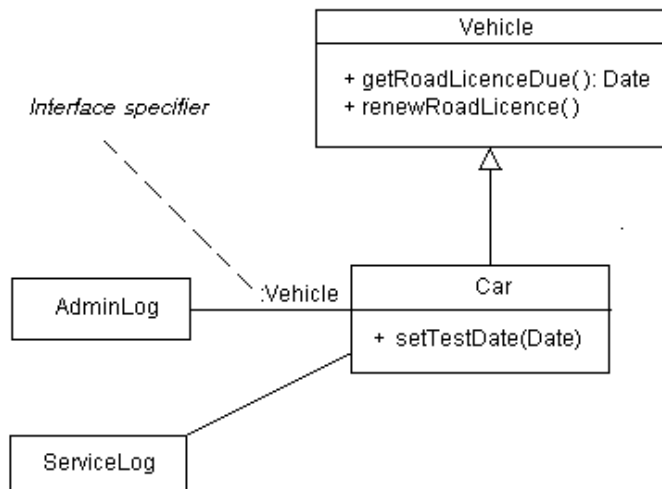 Vehicle
+ getRoadLicenceDue(): Date
+ renewRoadLicence()
Interface specifier
:Vehicle
Car
AdminLog
+ setTestDate(Date)
ServiceLog